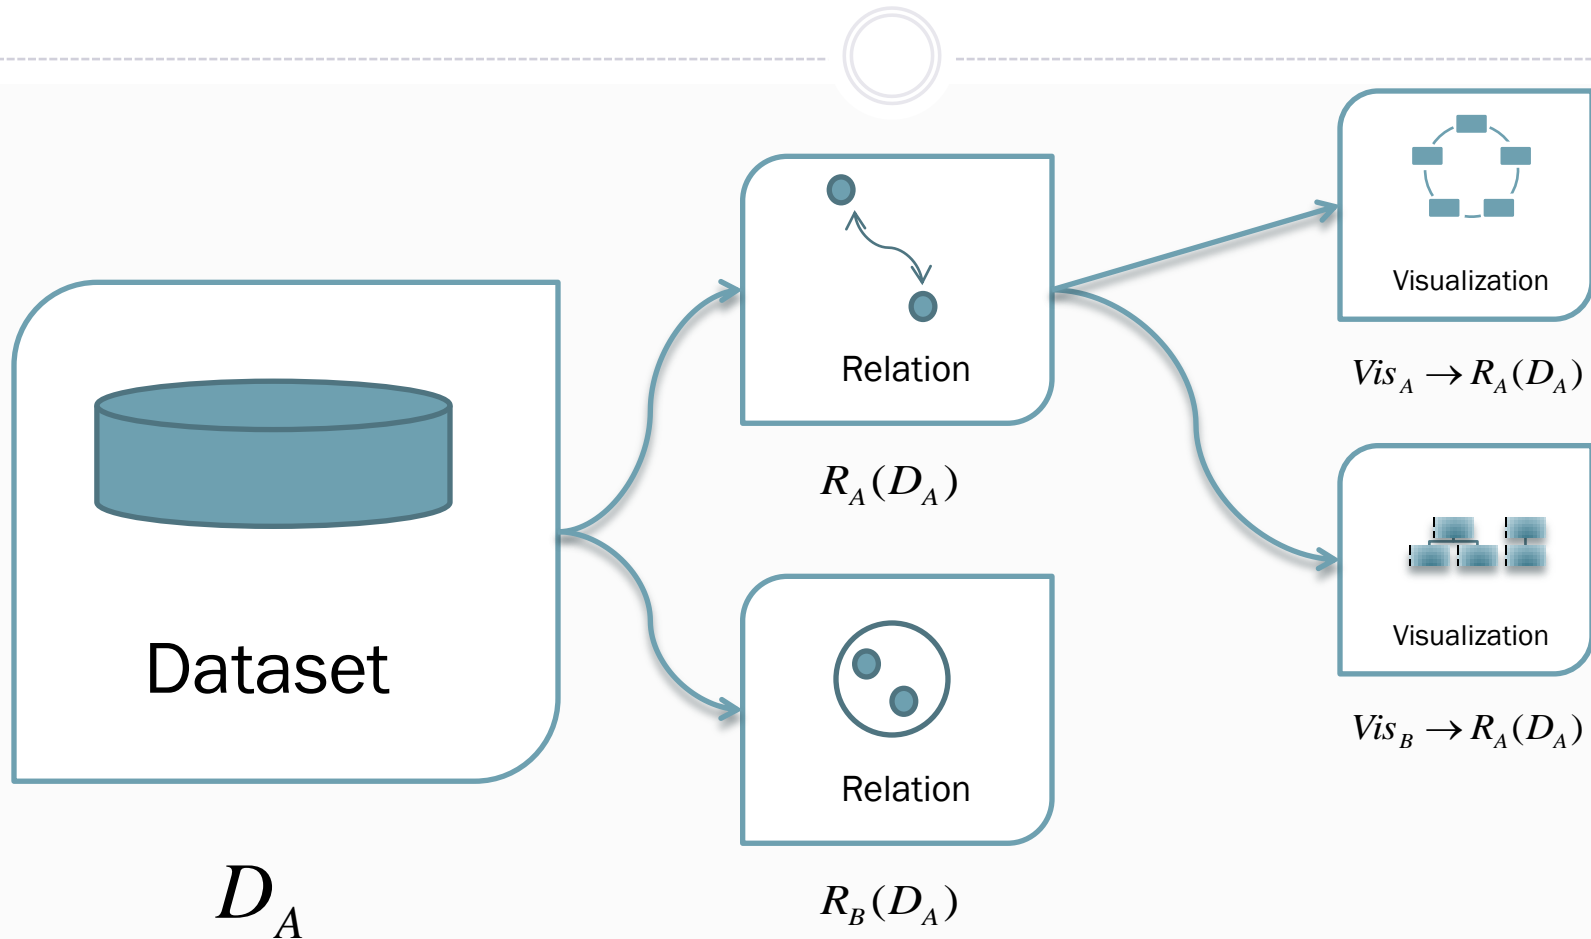 Dataset
D_A
Relation
R_A(D_A)
Relation
R_B(D_A)
Visualization
Vis_A → R_A(D_A)
Visualization
Vis_B → R_A(D_A)